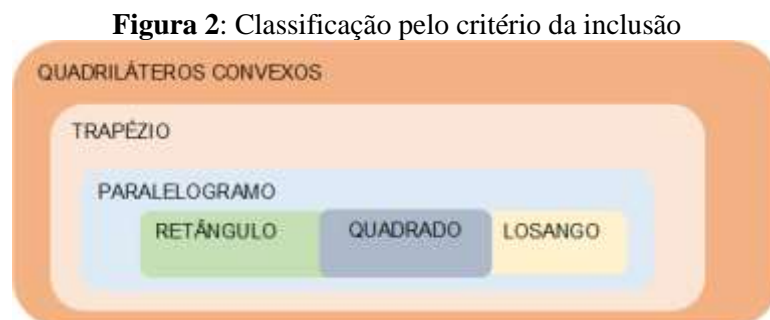 Figura 2: Classificação pelo critério da inclusão
QUADRILÁTEROS CONVEXOS
TRAPÉZIO
PARALELOGRAMO
RETÂNGULO QUADRADO LOSANGO